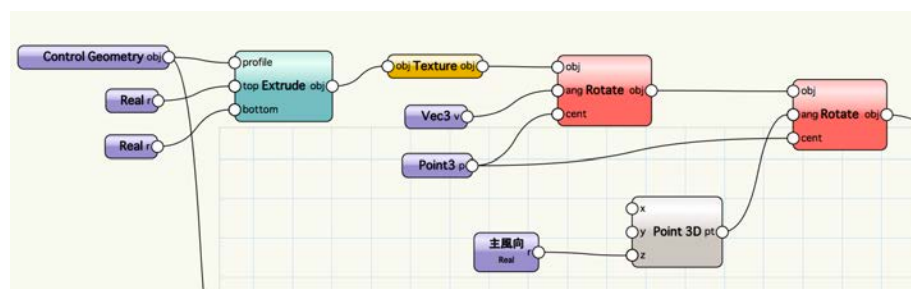 Control Geometry obj
profile
top Extrude obj
bottom
Real r
Real r
obj Texture obj
obj
ang Rotate obj
cent
Vec3 v
Point3 p
obj
ang Rotate obj
cent
x
y Point 3D pt
z
主風向 r
Real